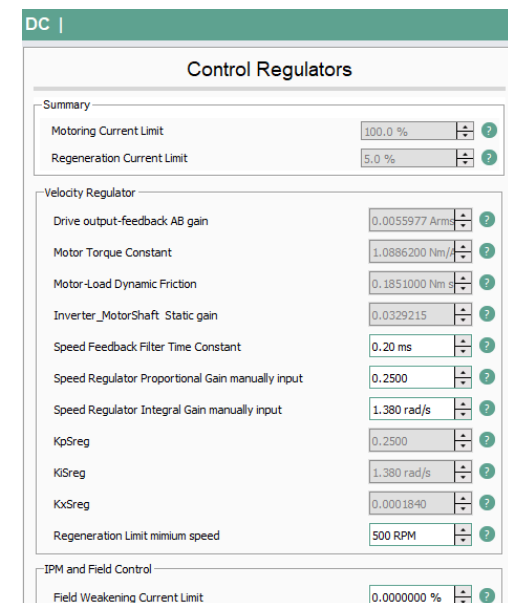 DC |
Control Regulators
Summary
Motoring Current Limit 100.0 % ?
Regeneration Current Limit 5.0 % ?
Velocity Regulator
Drive output-feedback AB gain 0.0055977 Arms ?
Motor Torque Constant 1.0886200 Nm/A ?
Motor-Load Dynamic Friction 0.1851000 Nm s ?
Inverter_MotorShaft Static gain 0.0329215 ?
Speed Feedback Filter Time Constant 0.20 ms ?
Speed Regulator Proportional Gain manually input 0.2500 ?
Speed Regulator Integral Gain manually input 1.380 rad/s ?
KpSreg 0.2500 ?
KiSreg 1.380 rad/s ?
KxSreg 0.0001840 ?
Regeneration Limit mimium speed 500 RPM ?
IPM and Field Control
Field Weakening Current Limit 0.0000000 % ?